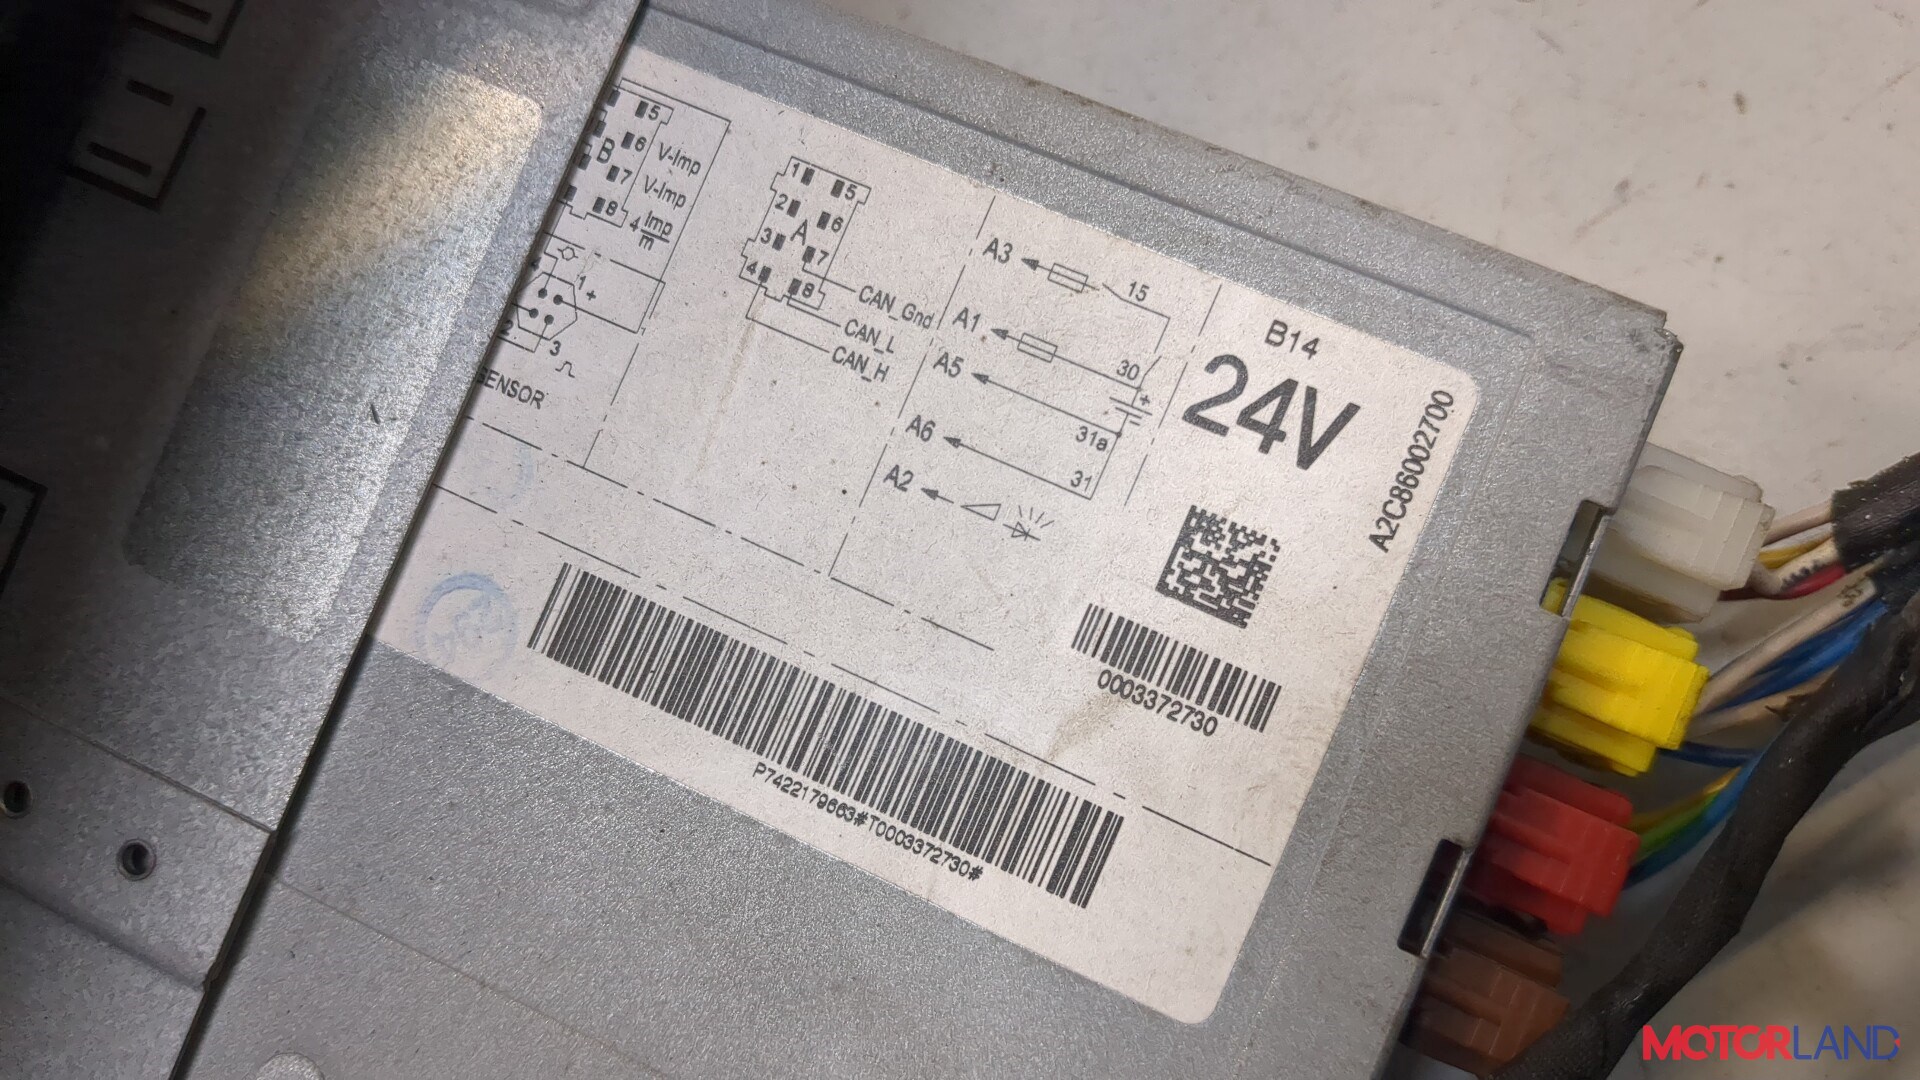 5
6
7
8
B
V-Imp
V-Imp
4 Imp
m
1 +
2
3
SENSOR
1 5
2 6
3 7
4 8
A
CAN_Gnd
CAN_L
CAN_H
A3 15
A1 30
A5 31a
A6 31
A2
+
B14
24V
A2C86002700
0003372730
P7422179663#T0003372730#
MOTORLAND